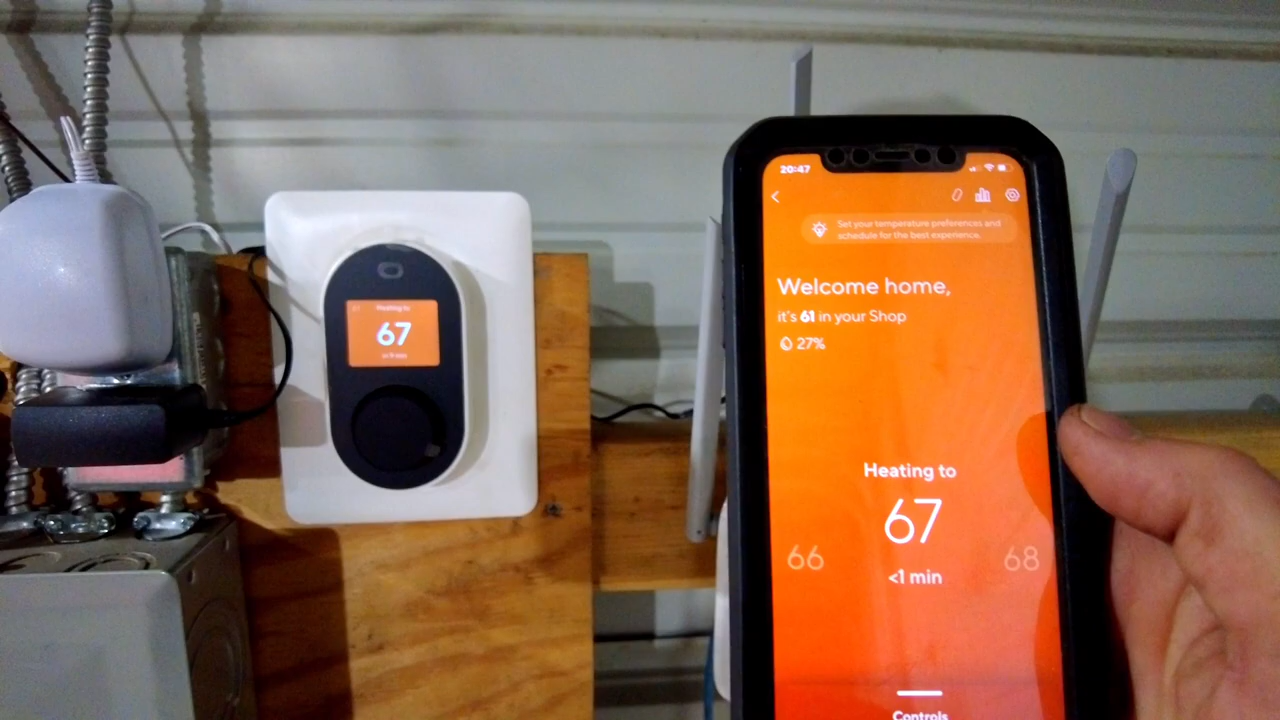 Heating to
67
20:47
Set your temperature preferences and
schedule for the best experience.
Welcome home,
it's 61 in your Shop
27%
Heating to
67
66
68
<1 min
Controls